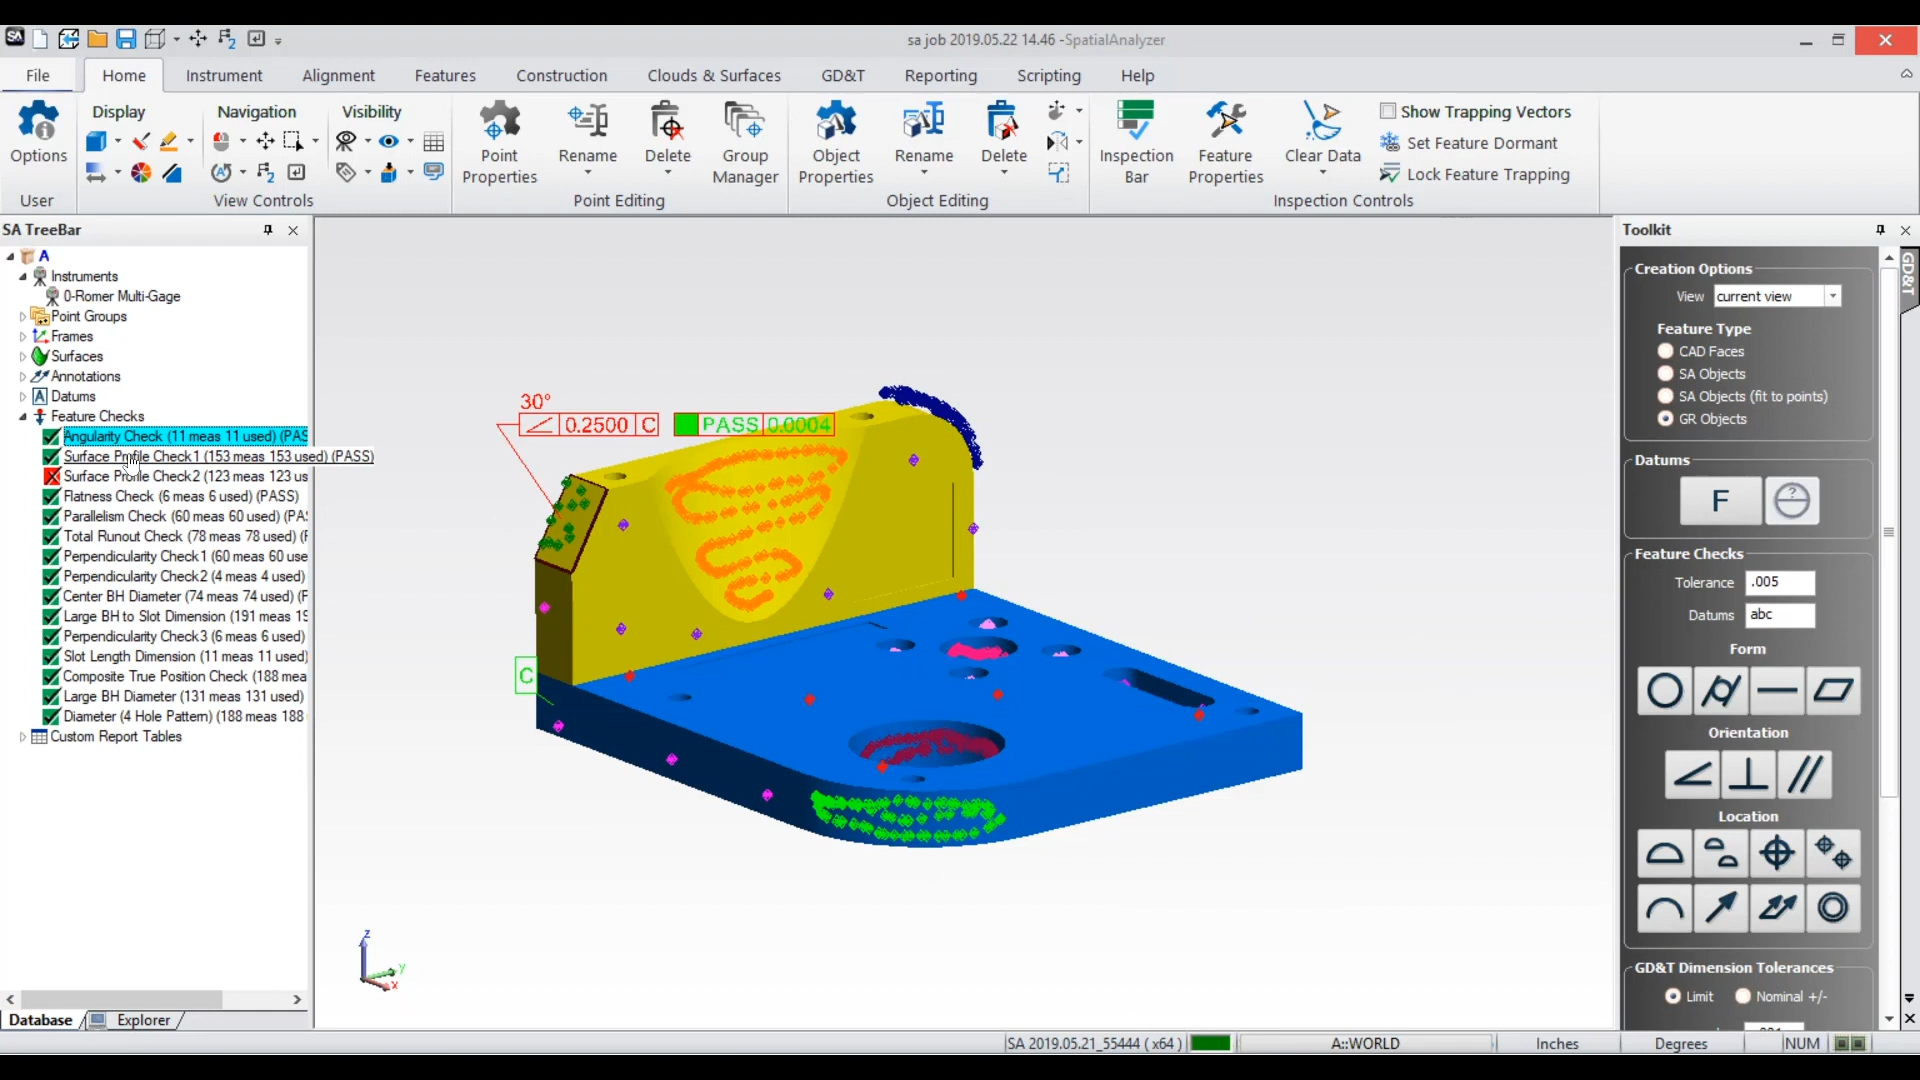 SA
sa job 2019.05.22 14.46 -SpatialAnalyzer
File Home Instrument Alignment Features Construction Clouds & Surfaces GD&T Reporting Scripting Help
Options
User
Display
Navigation
Visibility
View Controls
Point Properties
Rename
Delete
Group Manager
Point Editing
Object Properties
Rename
Delete
Object Editing
Inspection Bar
Feature Properties
Clear Data
Show Trapping Vectors
Set Feature Dormant
Lock Feature Trapping
Inspection Controls
SA TreeBar
A
Instruments
0-Romer Multi-Gage
Point Groups
Frames
Surfaces
Annotations
Datums
Feature Checks
Angularity Check (11 meas 11 used) (PAS
Surface Profile Check1 (153 meas 153 used) (PASS)
Surface Profile Check2 (123 meas 123 us
Flatness Check (6 meas 6 used) (PASS)
Parallelism Check (60 meas 60 used) (PA
Total Runout Check (78 meas 78 used) (F
Perpendicularity Check1 (60 meas 60 use
Perpendicularity Check2 (4 meas 4 used)
Center BH Diameter (74 meas 74 used) (F
Large BH to Slot Dimension (191 meas 19
Perpendicularity Check3 (6 meas 6 used)
Slot Length Dimension (11 meas 11 used)
Composite True Position Check (188 mea
Large BH Diameter (131 meas 131 used)
Diameter (4 Hole Pattern) (188 meas 188
Custom Report Tables
Database
Explorer
30°
0.2500 C PASS 0.0004
C
z
y
x
Toolkit
GD&T
Creation Options
View current view
Feature Type
CAD Faces
SA Objects
SA Objects (fit to points)
GR Objects
Datums
F
?
Feature Checks
Tolerance .005
Datums abc
Form
Orientation
Location
GD&T Dimension Tolerances
Limit Nominal +/-
SA 2019.05.21_55444 ( x64 )
A::WORLD
Inches
Degrees
NUM